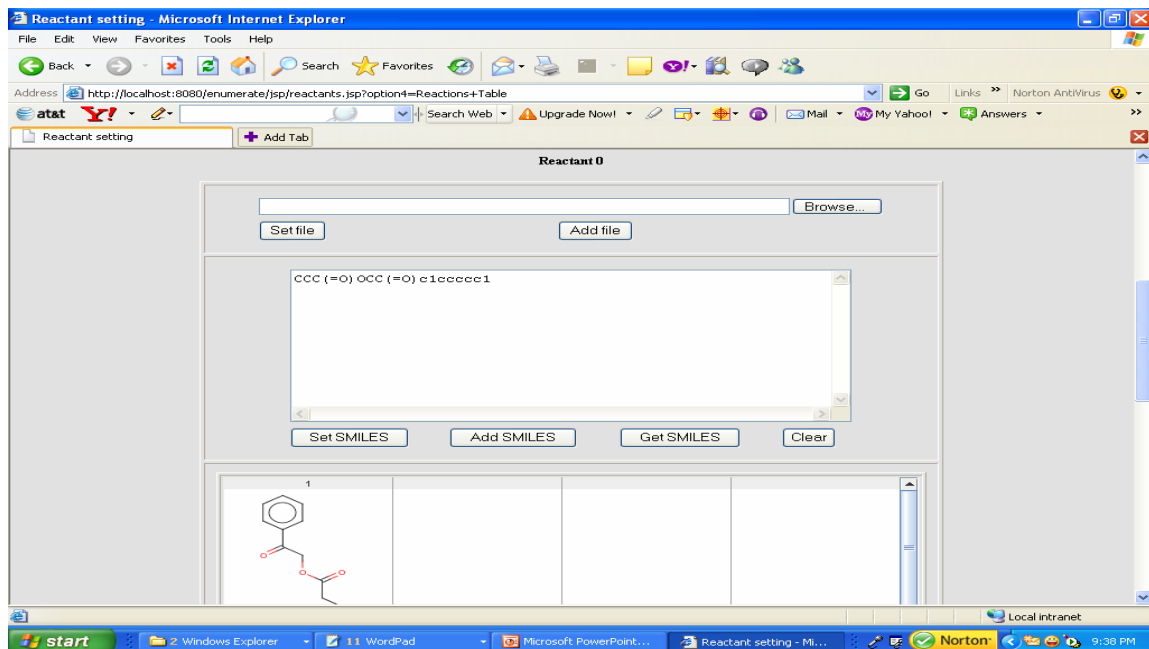 Reactant setting - Microsoft Internet Explorer
File Edit View Favorites Tools Help
Back Search Favorites
Address http://localhost:8080/enumerate/jsp/reactants.jsp?option4=Reactions+Table Go Links » Norton AntiVirus
at&t Y! Search Web Upgrade Now! Mail My My Yahoo! Answers »
Reactant setting Add Tab
Reactant 0
Browse...
Set file Add file
CCC(=O)OCC(=O)c1ccccc1
Set SMILES Add SMILES Get SMILES Clear
1
O
O
O
Local intranet
start 2 Windows Explorer 11 WordPad Microsoft PowerPoint... Reactant setting - Mi... Norton 9:38 PM